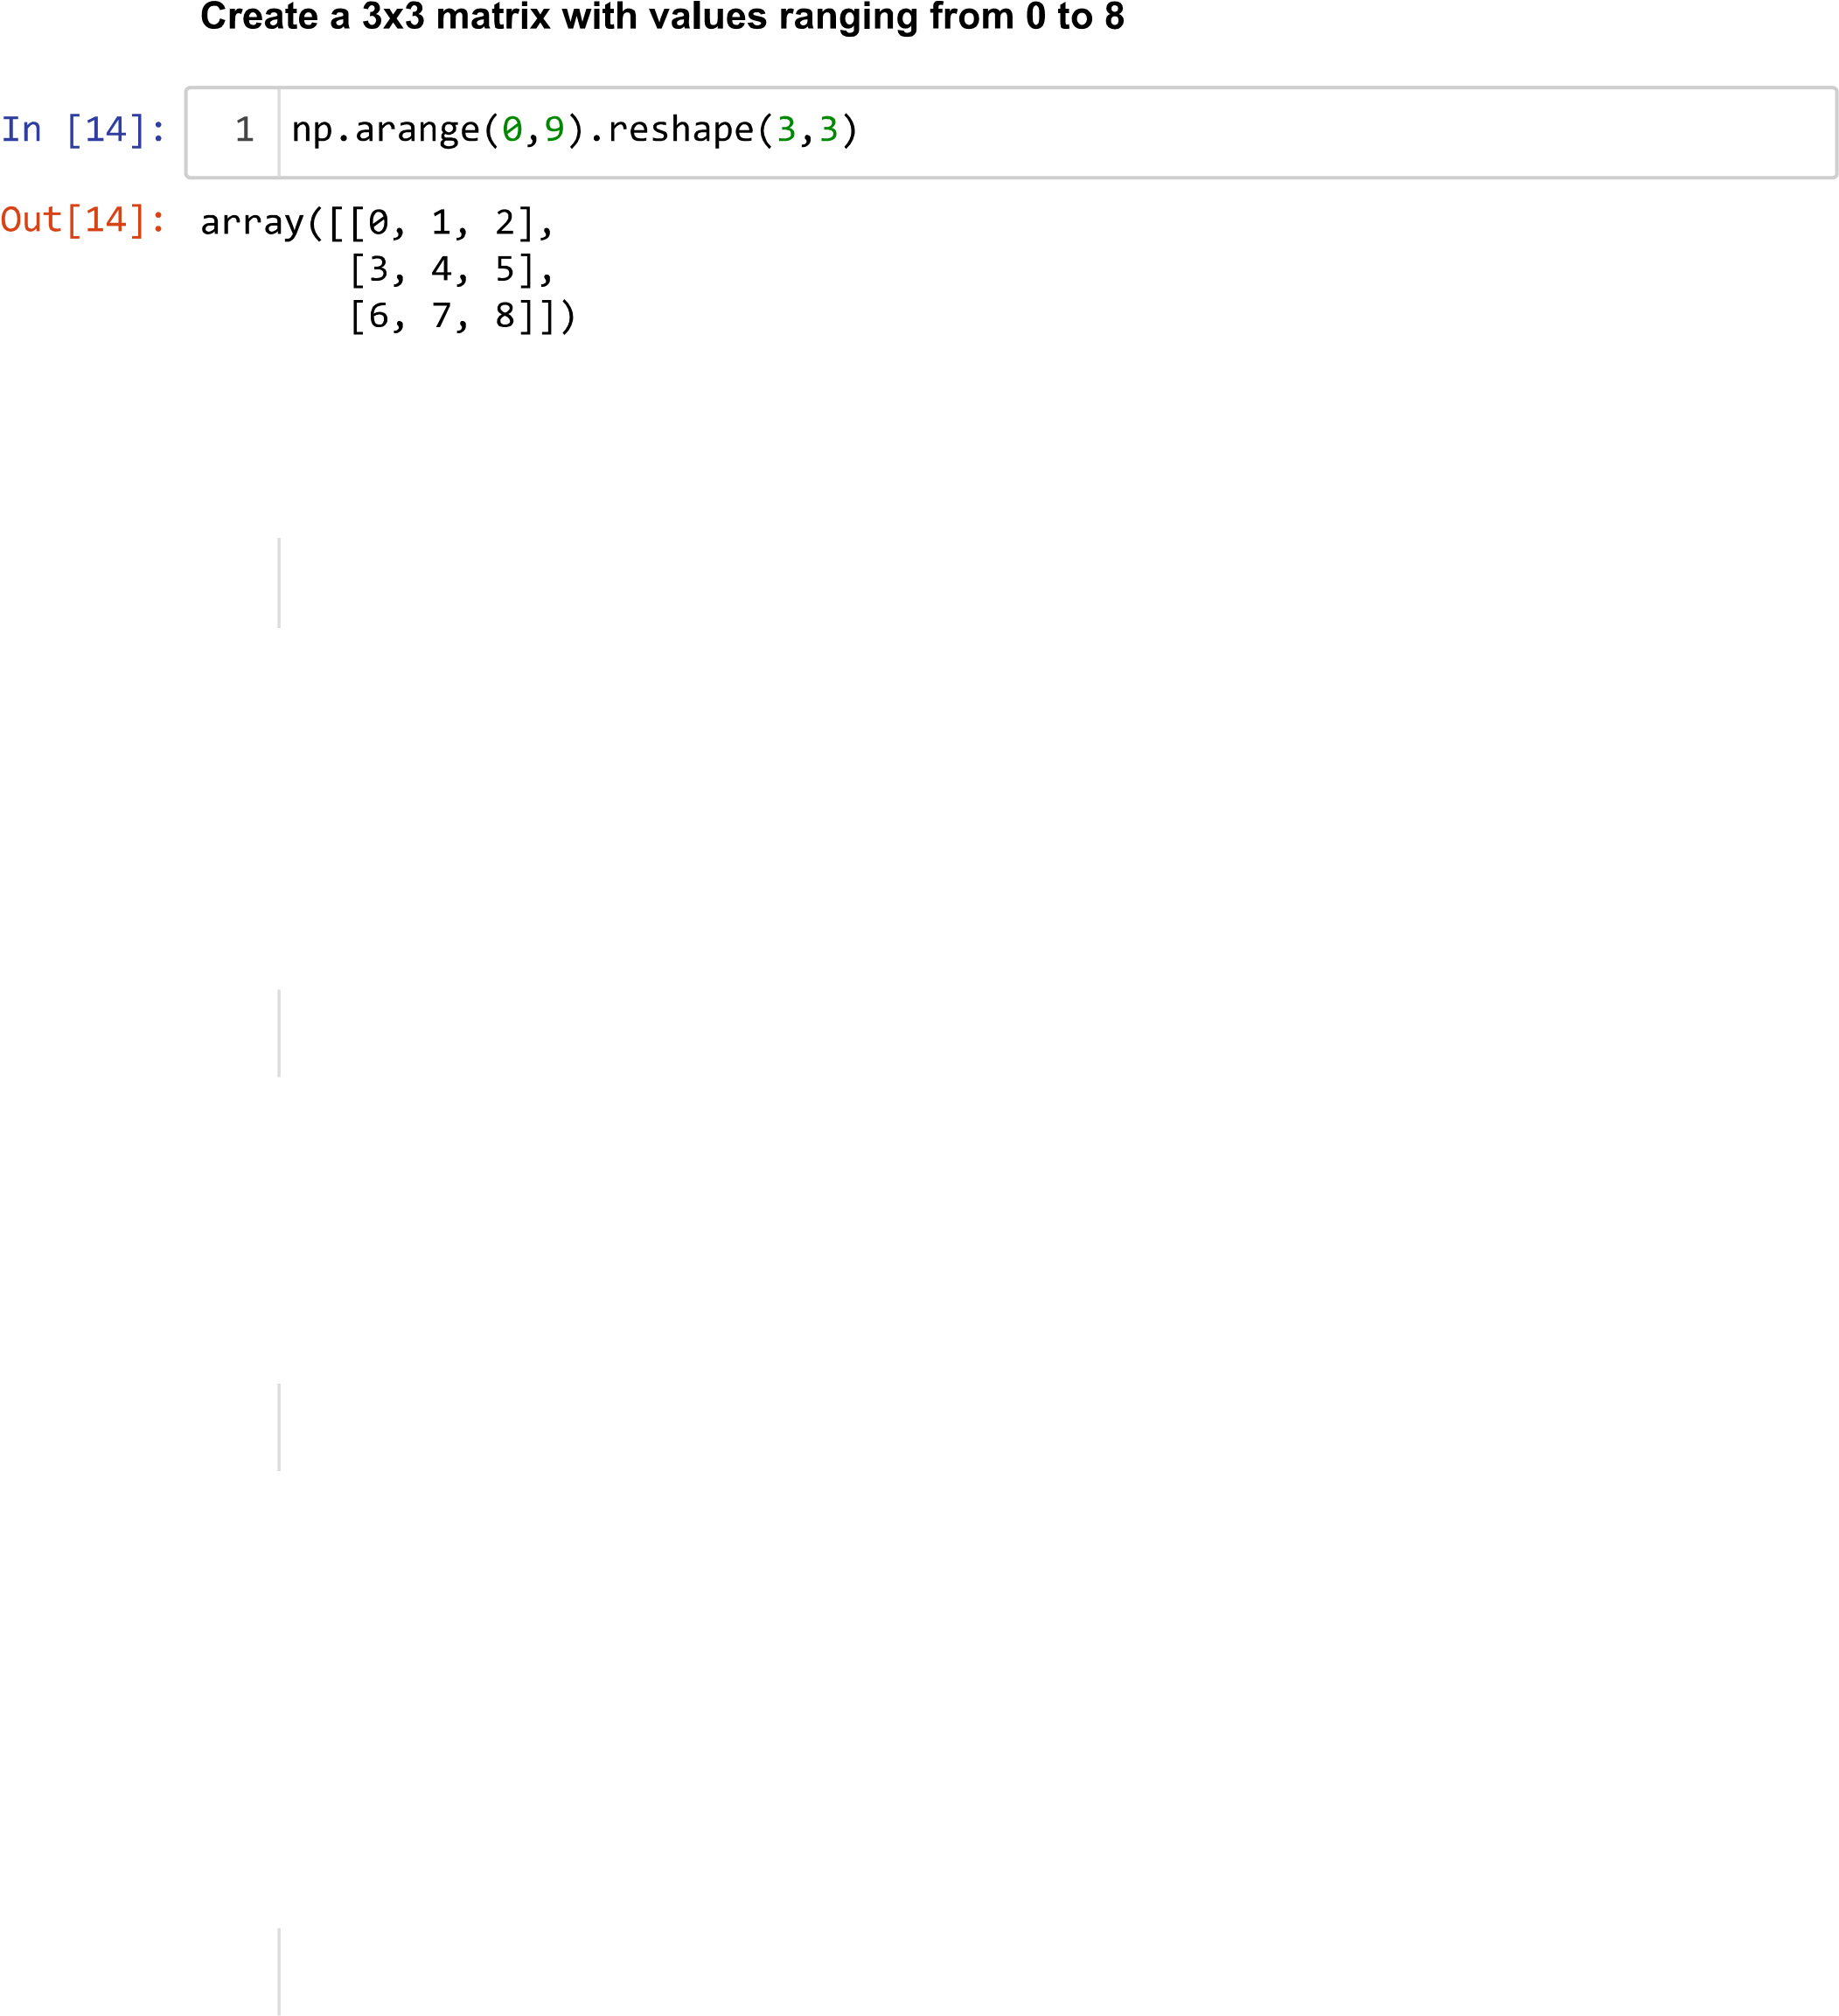 Create a 3x3 matrix with values ranging from 0 to 8
In [14]: 1 np.arange(0,9).reshape(3,3)
Out[14]: array([[0, 1, 2],
[3, 4, 5],
[6, 7, 8]])